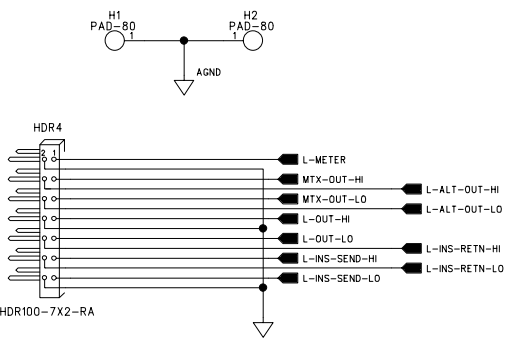 H1 H2
PAD-80 PAD-80
1 1
AGND
HDR4
2 1
L-METER
MTX-OUT-HI
L-ALT-OUT-HI
MTX-OUT-LO
L-ALT-OUT-LO
L-OUT-HI
L-OUT-LO
L-INS-RETN-HI
L-INS-SEND-HI
L-INS-RETN-LO
L-INS-SEND-LO
HDR100-7X2-RA